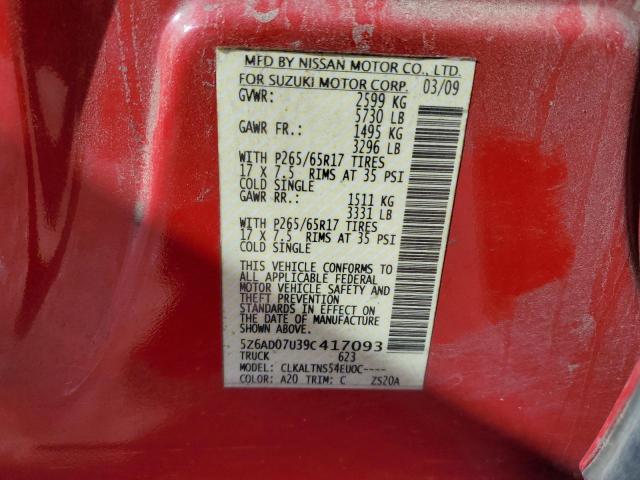 MFD BY NISSAN MOTOR CO., LTD.
FOR SUZUKI MOTOR CORP. 03/09
GVWR: 2599 KG
5730 LB
GAWR FR: 1495 KG
3296 LB
WITH P265/65R17 TIRES
17 X 7.5 RIMS AT 35 PSI
COLD SINGLE
GAWR RR: 1511 KG
3331 LB
WITH P265/65R17 TIRES
17 X 7.5 RIMS AT 35 PSI
COLD SINGLE
THIS VEHICLE CONFORMS TO
ALL APPLICABLE FEDERAL
MOTOR VEHICLE SAFETY AND
THEFT PREVENTION
STANDARDS IN EFFECT ON
THE DATE OF MANUFACTURE
SHOWN ABOVE.
5Z6AD07U39C417093
TRUCK 623
MODEL: CLKALTNS54EUOC----
COLOR: A20 TRIM: C ZS20A